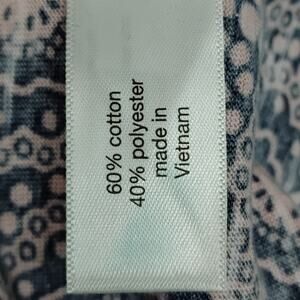 60% cotton
40% polyester
made in
Vietnam